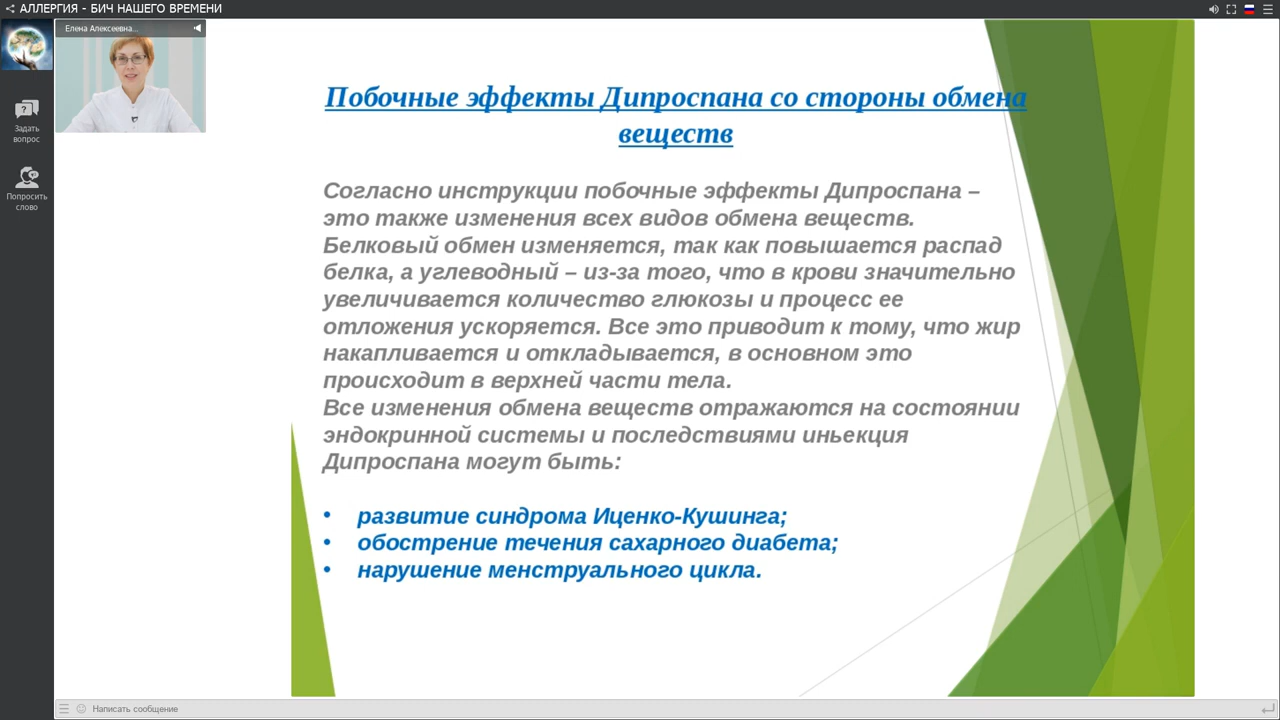 АЛЛЕРГИЯ - БИЧ НАШЕГО ВРЕМЕНИ
Елена Алексеевна...
Задать
вопрос
Попросить
слово
Побочные эффекты Дипроспана со стороны обмена
веществ
Согласно инструкции побочные эффекты Дипроспана –
это также изменения всех видов обмена веществ.
Белковый обмен изменяется, так как повышается распад
белка, а углеводный – из-за того, что в крови значительно
увеличивается количество глюкозы и процесс ее
отложения ускоряется. Все это приводит к тому, что жир
накапливается и откладывается, в основном это
происходит в верхней части тела.
Все изменения обмена веществ отражаются на состоянии
эндокринной системы и последствиями иньекция
Дипроспана могут быть:
• развитие синдрома Иценко-Кушинга;
• обострение течения сахарного диабета;
• нарушение менструального цикла.
Написать сообщение